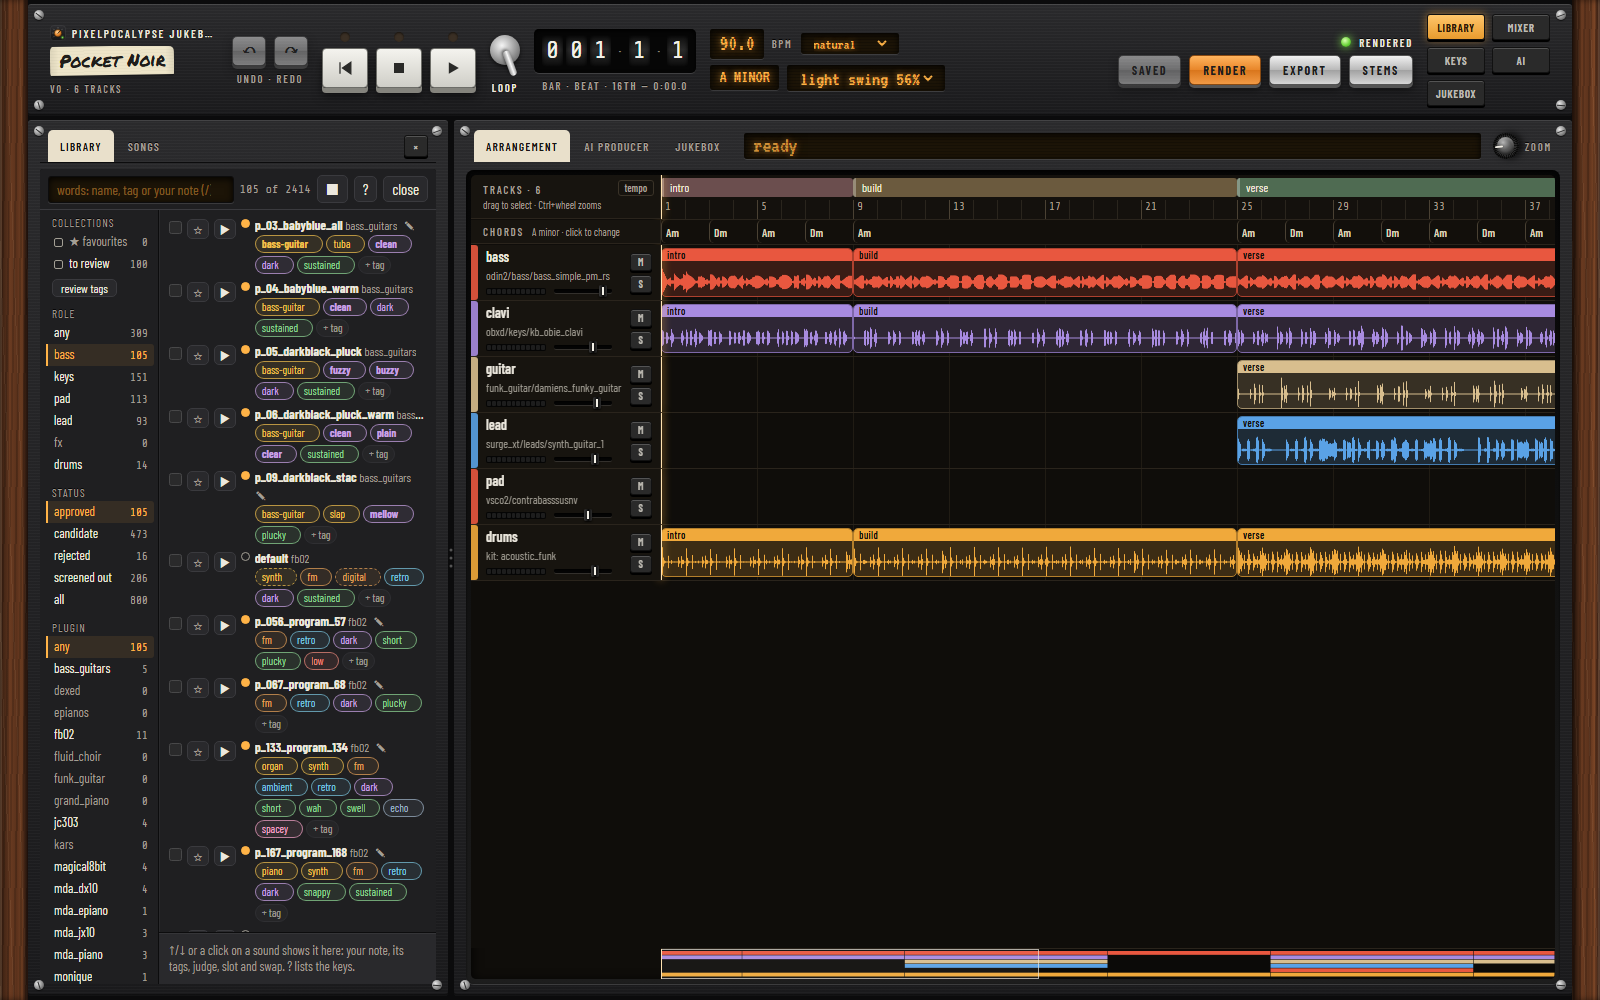 PIXELPOCALYPSE JUKEB…
POCKET NOIR
V0 · 6 TRACKS
UNDO · REDO
LOOP
001·1·1
BAR · BEAT · 16TH — 0:00.0
90.0 BPM natural
A MINOR light swing 56%
RENDERED
SAVED RENDER EXPORT STEMS
LIBRARY MIXER
KEYS AI
JUKEBOX
LIBRARY SONGS
words: name, tag or your note (/) 105 of 2414 ? close
COLLECTIONS
★ favourites 0
to review 100
review tags
ROLE
any 309
bass 105
keys 151
pad 113
lead 93
fx 0
drums 14
STATUS
approved 105
candidate 473
rejected 16
screened out 206
all 800
PLUGIN
any 105
bass_guitars 5
dexed 0
epianos 0
fb02 11
fluid_choir 0
funk_guitar 0
grand_piano 0
jc303 4
kars 0
magical8bit 4
mda_dx10 4
mda_epiano 1
mda_jx10 3
mda_piano 3
monique 1
p_03_babyblue_all bass_guitars
bass-guitar tuba clean
dark sustained + tag
p_04_babyblue_warm bass_guitars
bass-guitar clean dark
sustained + tag
p_05_darkblack_pluck bass_guitars
bass-guitar fuzzy buzzy
dark sustained + tag
p_06_darkblack_pluck_warm bass…
bass-guitar clean plain
clear sustained + tag
p_09_darkblack_stac bass_guitars
bass-guitar slap mellow
plucky + tag
default fb02
synth fm digital retro
dark sustained + tag
p_056_program_57 fb02
fm retro dark short
plucky low + tag
p_067_program_68 fb02
fm retro dark plucky
+ tag
p_133_program_134 fb02
organ synth fm
ambient retro dark
short wah swell echo
spacey + tag
p_167_program_168 fb02
piano synth fm retro
dark snappy sustained
+ tag
↑/↓ or a click on a sound shows it here: your note, its
tags, judge, slot and swap. ? lists the keys.
ARRANGEMENT AI PRODUCER JUKEBOX ready ZOOM
TRACKS · 6 tempo
drag to select · Ctrl+wheel zooms
intro build verse
1 5 9 13 17 21 25 29 33 37
CHORDS A minor · click to change
Am Dm Am Dm Am Am Dm Am Dm Am Dm Am
bass M
odin2/bass/bass_simple_pm_rs S
intro build verse
clavi M
obxd/keys/kb_obie_clavi S
intro build verse
guitar M
funk_guitar/damiens_funky_guitar S
verse
lead M
surge_xt/leads/synth_guitar_1 S
verse
pad M
vsco2/contrabasssusnv S
drums M
kit: acoustic_funk S
intro build verse